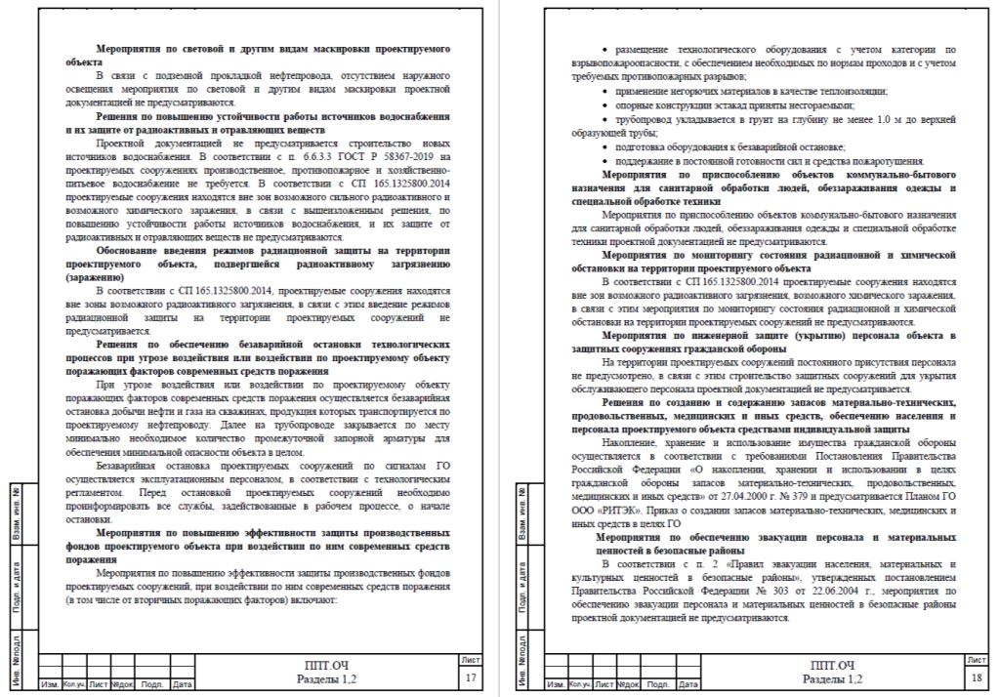 Мероприятия по световой и другим видам маскировки проектируемого
объекта
В связи с подземной прокладкой нефтепровода, отсутствием наружного
освещения мероприятия по световой и другим видам маскировки проектной
документацией не предусматриваются.
Решения по повышению устойчивости работы источников водоснабжения
и их защите от радиоактивных и отравляющих веществ
Проектной документацией не предусматривается строительство новых
источников водоснабжения. В соответствии с п. 6.6.3.3 ГОСТ Р 58367-2019 на
проектируемых сооружениях производственное, противопожарное и хозяйственно-
питьевое водоснабжение не требуется. В соответствии с СП 165.1325800.2014
проектируемые сооружения находятся вне зон возможного сильного радиоактивного и
возможного химического заражения, в связи с вышеизложенным решения, по
повышению устойчивости работы источников водоснабжения, и их защите от
радиоактивных и отравляющих веществ не предусматриваются.
Обоснование введения режимов радиационной защиты на территории
проектируемого объекта, подвергшейся радиоактивному загрязнению
(заражению)
В соответствии с СП 165.1325800.2014, проектируемые сооружения находятся
вне зоны возможного радиоактивного загрязнения, в связи с этим введение режимов
радиационной защиты на территории проектируемых сооружений не
предусматривается.
Решения по обеспечению безаварийной остановки технологических
процессов при угрозе воздействия или воздействии по проектируемому объекту
поражающих факторов современных средств поражения
При угрозе воздействия или воздействии по проектируемому объекту
поражающих факторов современных средств поражения осуществляется безаварийная
остановка добычи нефти и газа на скважинах, продукция которых транспортируется по
проектируемому нефтепроводу. Далее на трубопроводе закрывается по месту
минимально необходимое количество промежуточной запорной арматуры для
обеспечения минимальной опасности объекта в целом.
Безаварийная остановка проектируемых сооружений по сигналам ГО
осуществляется эксплуатационным персоналом, в соответствии с технологическим
регламентом. Перед остановкой проектируемых сооружений необходимо
проинформировать все службы, задействованные в рабочем процессе, о начале
остановки.
Мероприятия по повышению эффективности защиты производственных
фондов проектируемого объекта при воздействии по ним современных средств
поражения
Мероприятия по повышению эффективности защиты производственных фондов
проектируемых сооружений, при воздействии по ним современных средств поражения
(в том числе от вторичных поражающих факторов) включают:
Взам. инв. №
Подп. и дата
Инв. №подл.
Изм. Кол.уч. Лист №док. Подп. Дата
ППТ.ОЧ
Разделы 1,2
Лист
17
• размещение технологического оборудования с учетом категории по
взрывопожароопасности, с обеспечением необходимых по нормам проходов и с учетом
требуемых противопожарных разрывов;
• применение негорючих материалов в качестве теплоизоляции;
• опорные конструкции эстакад приняты несгораемыми;
• трубопровод укладывается в грунт на глубину не менее 1,0 м до верхней
образующей трубы;
• подготовка оборудования к безаварийной остановке;
• поддержание в постоянной готовности сил и средства пожаротушения.
Мероприятия по приспособлению объектов коммунально-бытового
назначения для санитарной обработки людей, обеззараживания одежды и
специальной обработке техники
Мероприятия по приспособлению объектов коммунально-бытового назначения
для санитарной обработки людей, обеззараживания одежды и специальной обработке
техники проектной документацией не предусматриваются.
Мероприятия по мониторингу состояния радиационной и химической
обстановки на территории проектируемого объекта
В соответствии с СП 165.1325800.2014 проектируемые сооружения находятся
вне зон возможного радиоактивного загрязнения, возможного химического заражения,
в связи с этим мероприятия по мониторингу состояния радиационной и химической
обстановки на территории проектируемых сооружений не предусматриваются.
Мероприятия по инженерной защите (укрытию) персонала объекта в
защитных сооружениях гражданской обороны
На территории проектируемых сооружений постоянного присутствия персонала
не предусмотрено, в связи с этим строительство защитных сооружений для укрытия
обслуживающего персонала проектной документацией не предусматривается.
Решения по созданию и содержанию запасов материально-технических,
продовольственных, медицинских и иных средств, обеспечению населения и
персонала проектируемого объекта средствами индивидуальной защиты
Накопление, хранение и использование имущества гражданской обороны
осуществляется в соответствии с требованиями Постановления Правительства
Российской Федерации «О накоплении, хранении и использовании в целях
гражданской обороны запасов материально-технических, продовольственных,
медицинских и иных средств» от 27.04.2000 г. № 379 и предусматривается Планом ГО
ООО «РИТЭК». Приказ о создании запасов материально-технических, медицинских и
иных средств в целях ГО
Мероприятия по обеспечению эвакуации персонала и материальных
ценностей в безопасные районы
В соответствии с п. 2 «Правил эвакуации населения, материальных и
культурных ценностей в безопасные районы», утвержденных постановлением
Правительства Российской Федерации № 303 от 22.06.2004 г., мероприятия по
обеспечению эвакуации персонала и материальных ценностей в безопасные районы
проектной документацией не предусматриваются.
Взам. инв. №
Подп. и дата
Инв. №подл.
Изм. Кол.уч. Лист №док. Подп. Дата
ППТ.ОЧ
Разделы 1,2
Лист
18